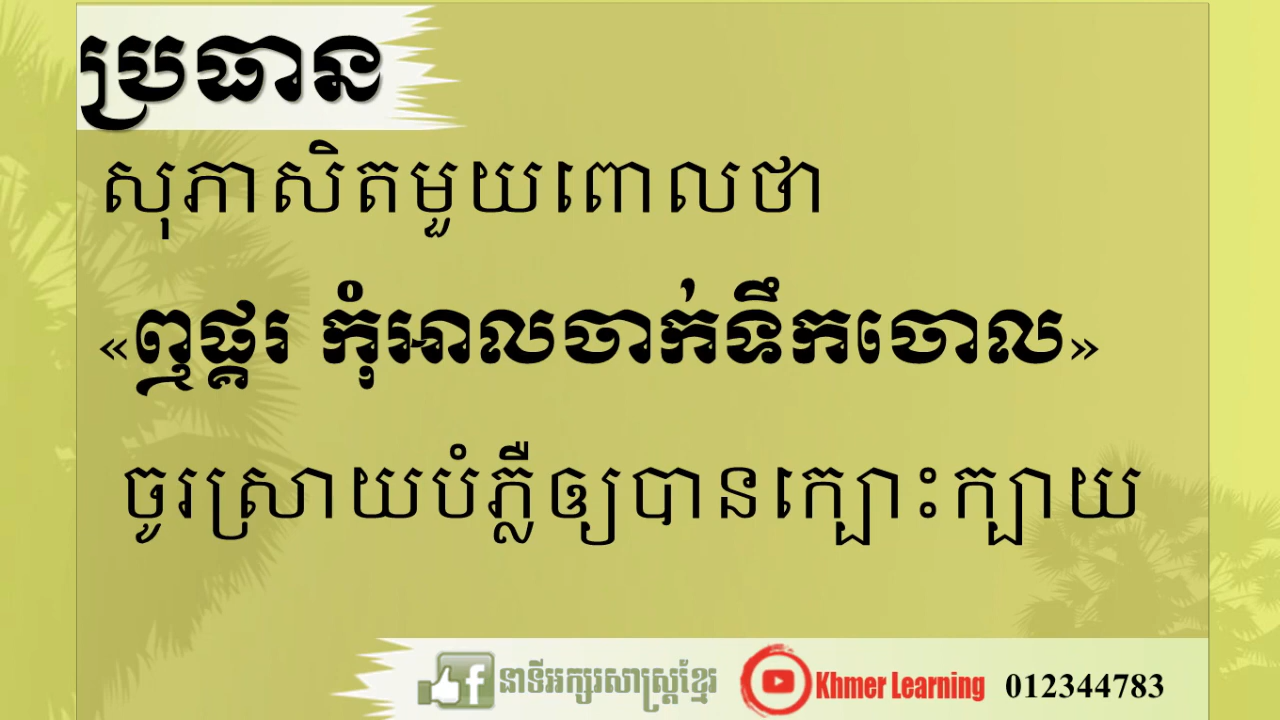 ប្រធាន
សុភាសិតមួយពោលថា
«ឮផ្គរ កុំអាលចាក់ទឹកចោល»
ចូរស្រាយបំភ្លឺឲ្យបានក្បោះក្បាយ
នាទីអក្សរសាស្ត្រខ្មែរ Khmer Learning 012344783